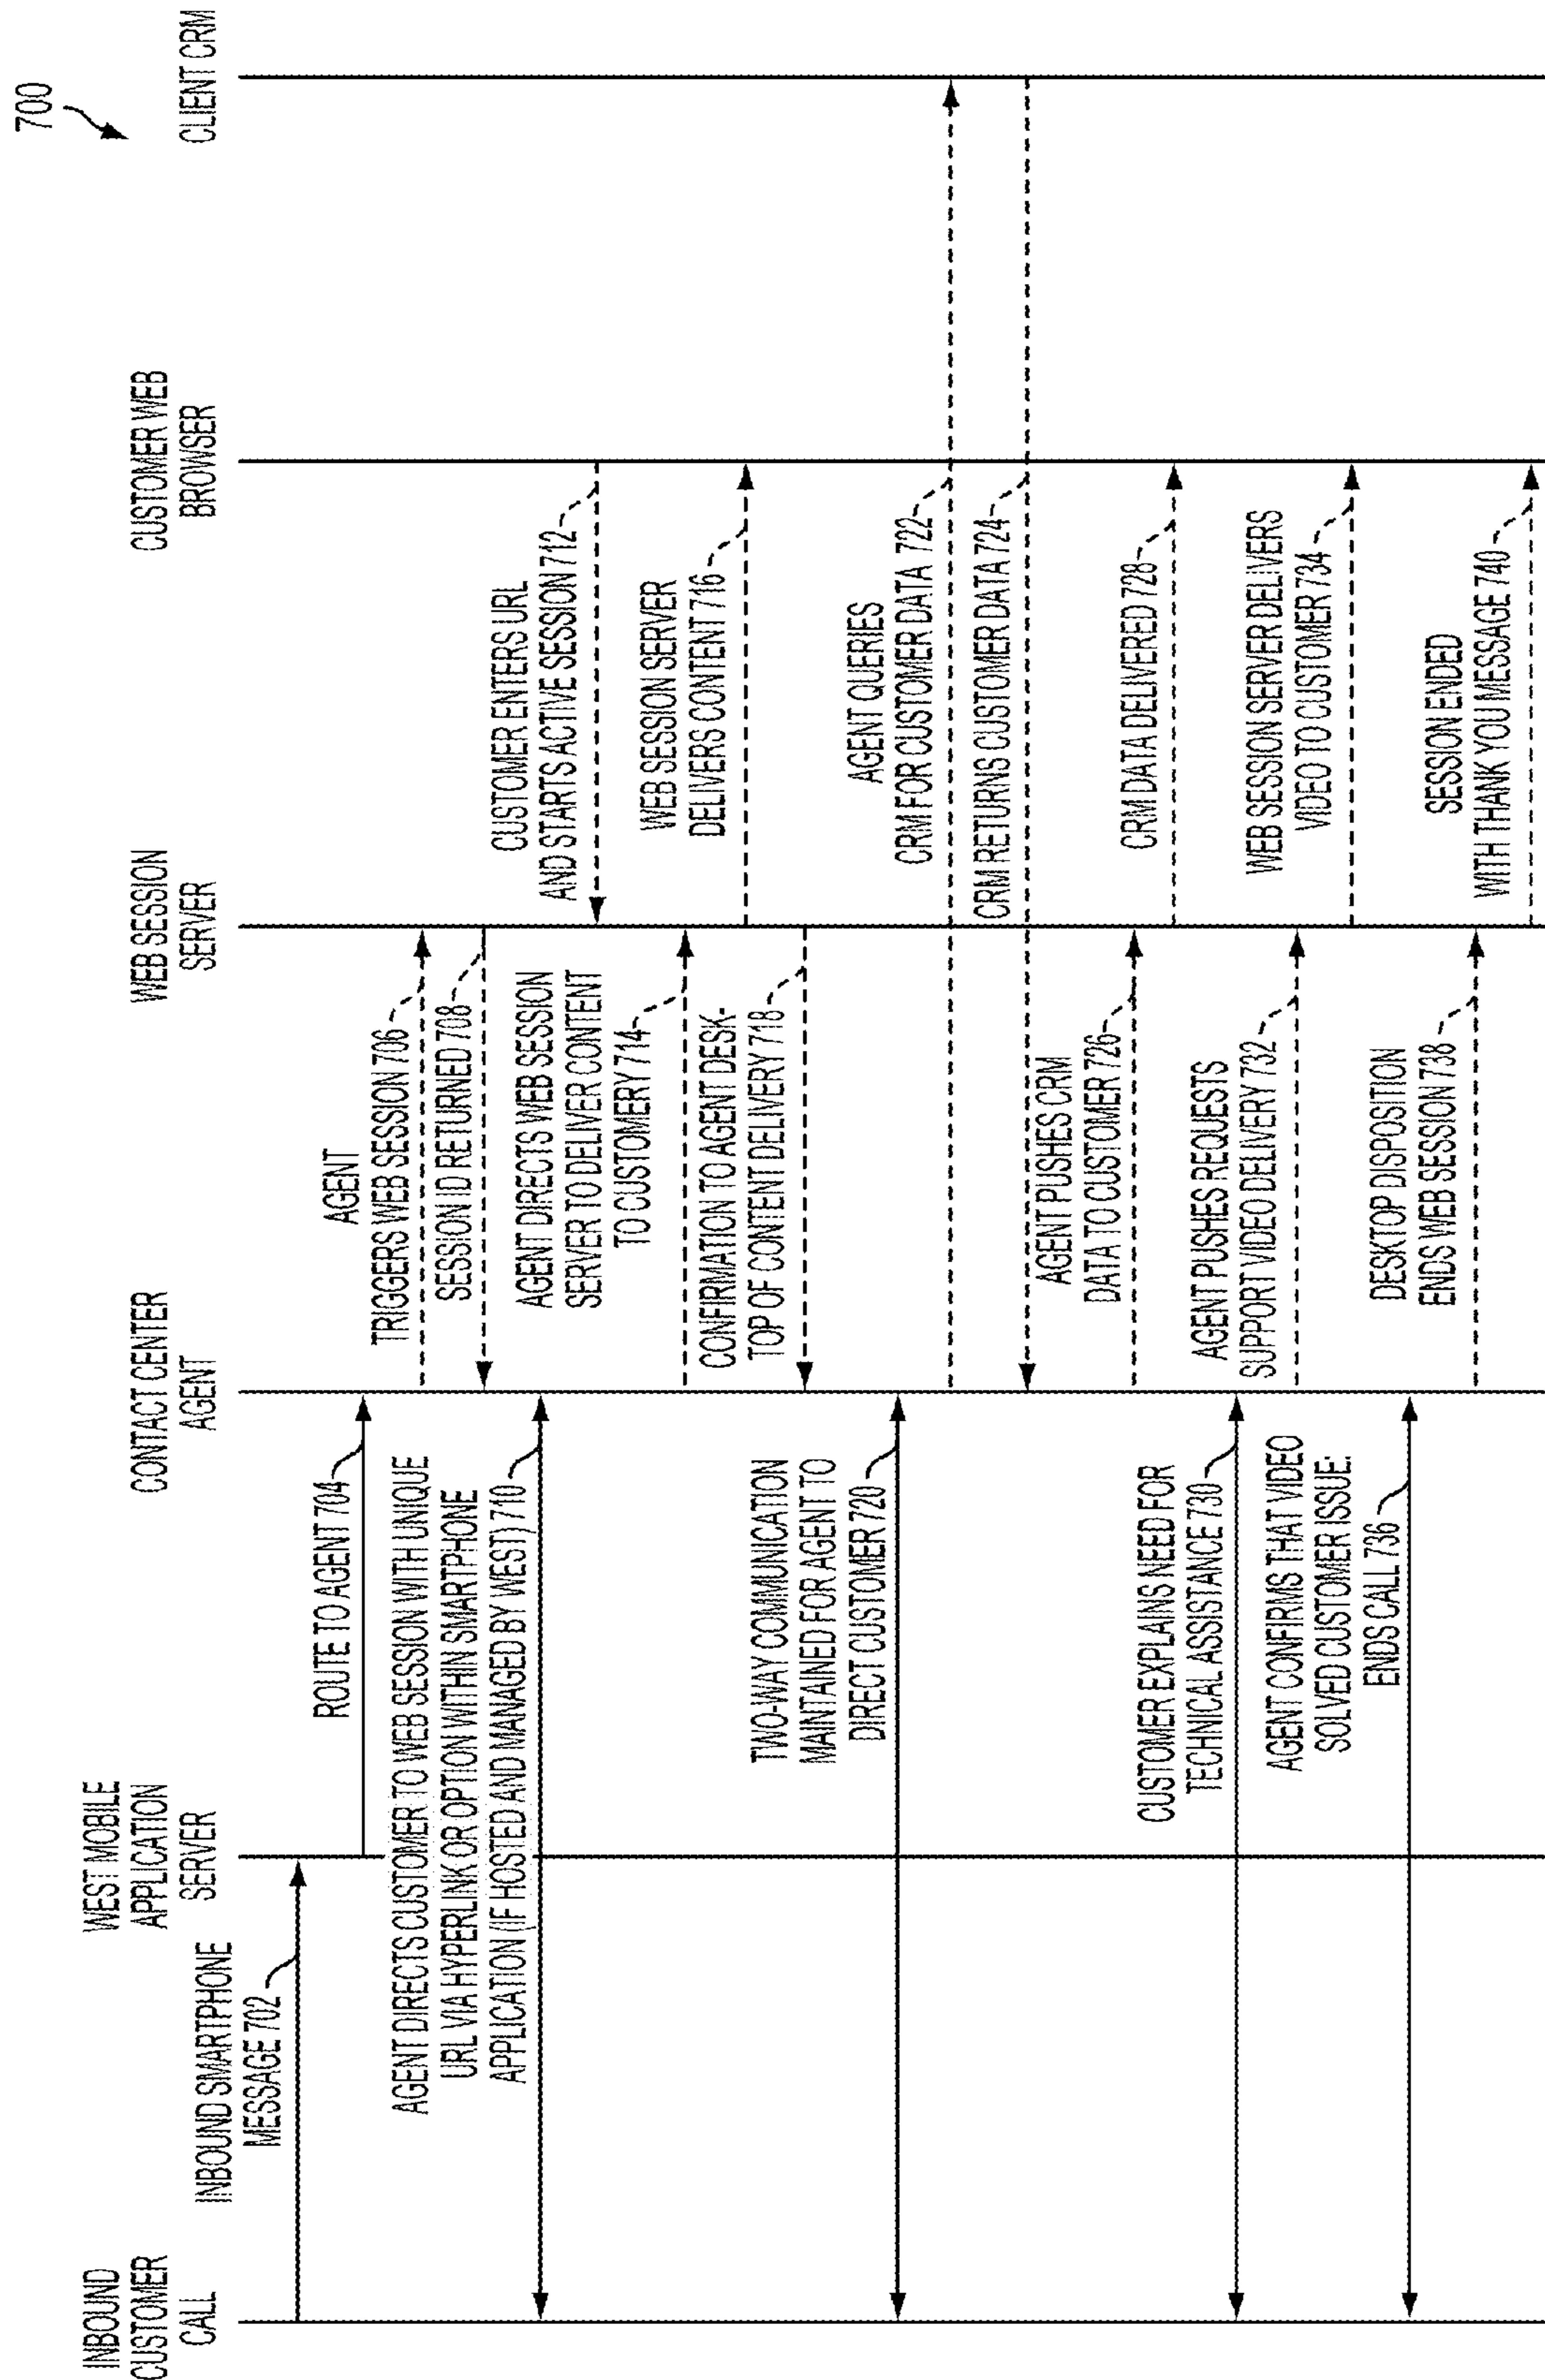 700
INBOUND
CUSTOMER
CALL
WEST MOBILE
APPLICATION
SERVER
CONTACT CENTER
AGENT
WEB SESSION
SERVER
CUSTOMER WEB
BROWSER
CLIENT CRM
INBOUND SMARTPHONE
MESSAGE 702
ROUTE TO AGENT 704
AGENT
TRIGGERS WEB SESSION 706
SESSION ID RETURNED 708
AGENT DIRECTS CUSTOMER TO WEB SESSION WITH UNIQUE
URL VIA HYPERLINK OR OPTION WITHIN SMARTPHONE
APPLICATION (IF HOSTED AND MANAGED BY WEST) 710
CUSTOMER ENTERS URL
AND STARTS ACTIVE SESSION 712
AGENT DIRECTS WEB SESSION
SERVER TO DELIVER CONTENT
TO CUSTOMERY 714
WEB SESSION SERVER
DELIVERS CONTENT 716
CONFIRMATION TO AGENT DESK-
TOP OF CONTENT DELIVERY 718
TWO-WAY COMMUNICATION
MAINTAINED FOR AGENT TO
DIRECT CUSTOMER 720
AGENT QUERIES
CRM FOR CUSTOMER DATA 722
CRM RETURNS CUSTOMER DATA 724
AGENT PUSHES CRM
DATA TO CUSTOMER 726
CRM DATA DELIVERED 728
CUSTOMER EXPLAINS NEED FOR
TECHNICAL ASSISTANCE 730
AGENT PUSHES REQUESTS
SUPPORT VIDEO DELIVERY 732
WEB SESSION SERVER DELIVERS
VIDEO TO CUSTOMER 734
AGENT CONFIRMS THAT VIDEO
SOLVED CUSTOMER ISSUE:
ENDS CALL 736
DESKTOP DISPOSITION
ENDS WEB SESSION 738
SESSION ENDED
WITH THANK YOU MESSAGE 740